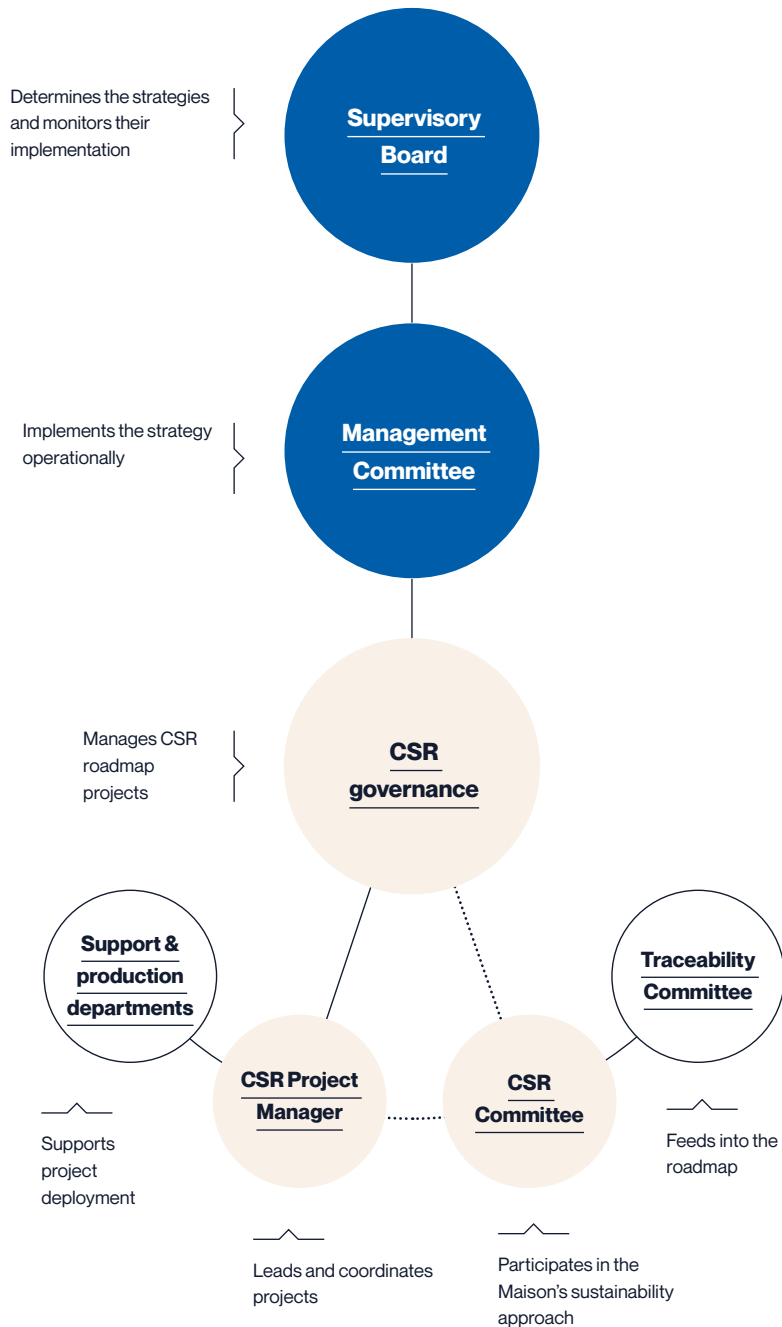 Determines the strategies
and monitors their
implementation
Supervisory
Board
Implements the strategy
operationally
Management
Committee
Manages CSR
roadmap
projects
CSR
governance
Support &
production
departments
Traceability
Committee
CSR Project
Manager
CSR
Committee
Supports
project
deployment
Feeds into the
roadmap
Leads and coordinates
projects
Participates in the
Maison’s sustainability
approach